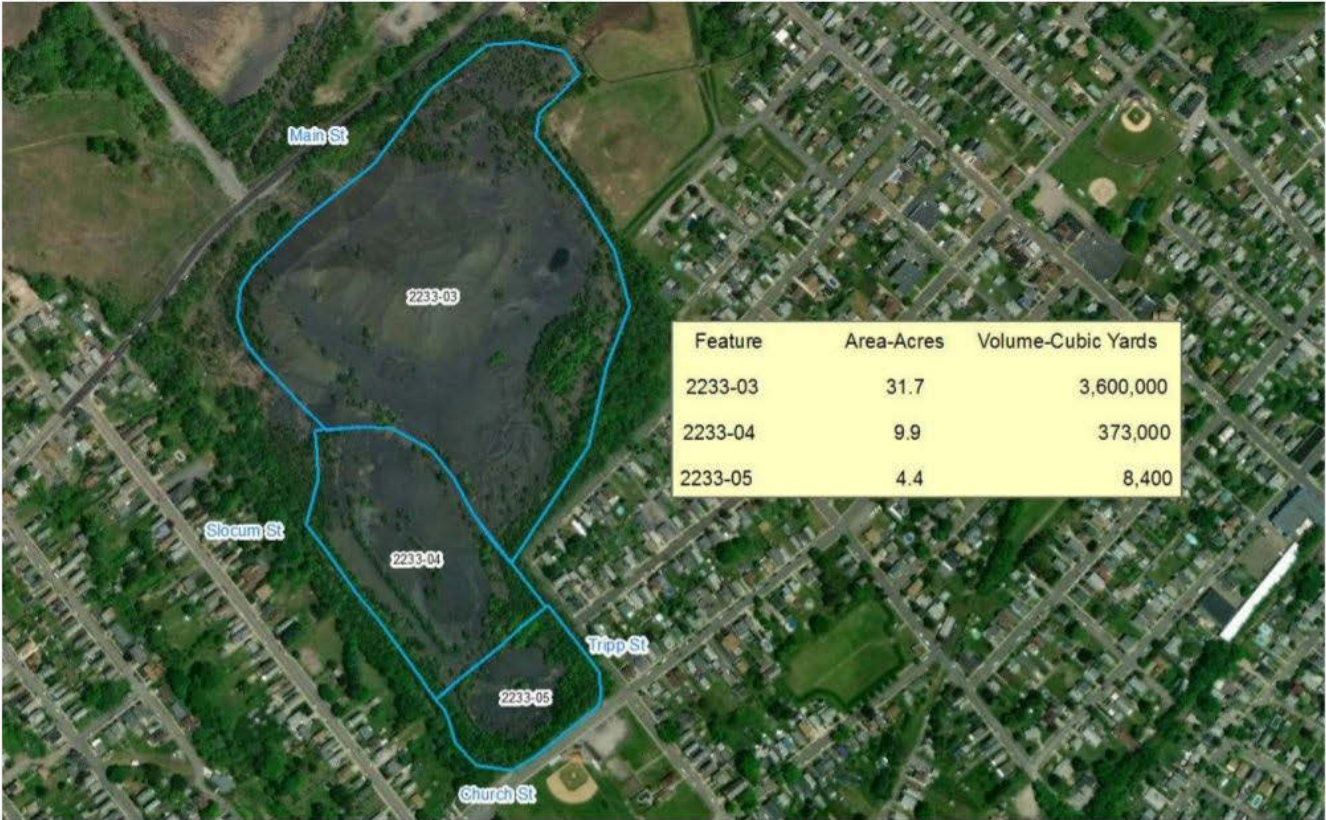 Main St
2233-03
Feature Area-Acres Volume-Cubic Yards
2233-03 31.7 3,600,000
2233-04 9.9 373,000
2233-05 4.4 8,400
Slocum St
2233-04
Tripp St
2233-05
Church St